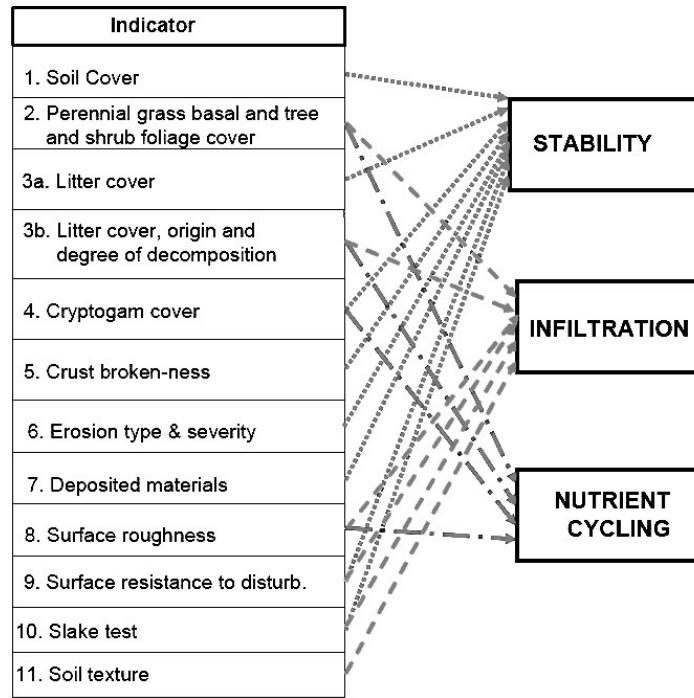 Indicator
1. Soil Cover
2. Perennial grass basal and tree
and shrub foliage cover
3a. Litter cover
3b. Litter cover, origin and
degree of decomposition
4. Cryptogam cover
5. Crust broken-ness
6. Erosion type & severity
7. Deposited materials
8. Surface roughness
9. Surface resistance to disturb.
10. Slake test
11. Soil texture
STABILITY
INFILTRATION
NUTRIENT
CYCLING